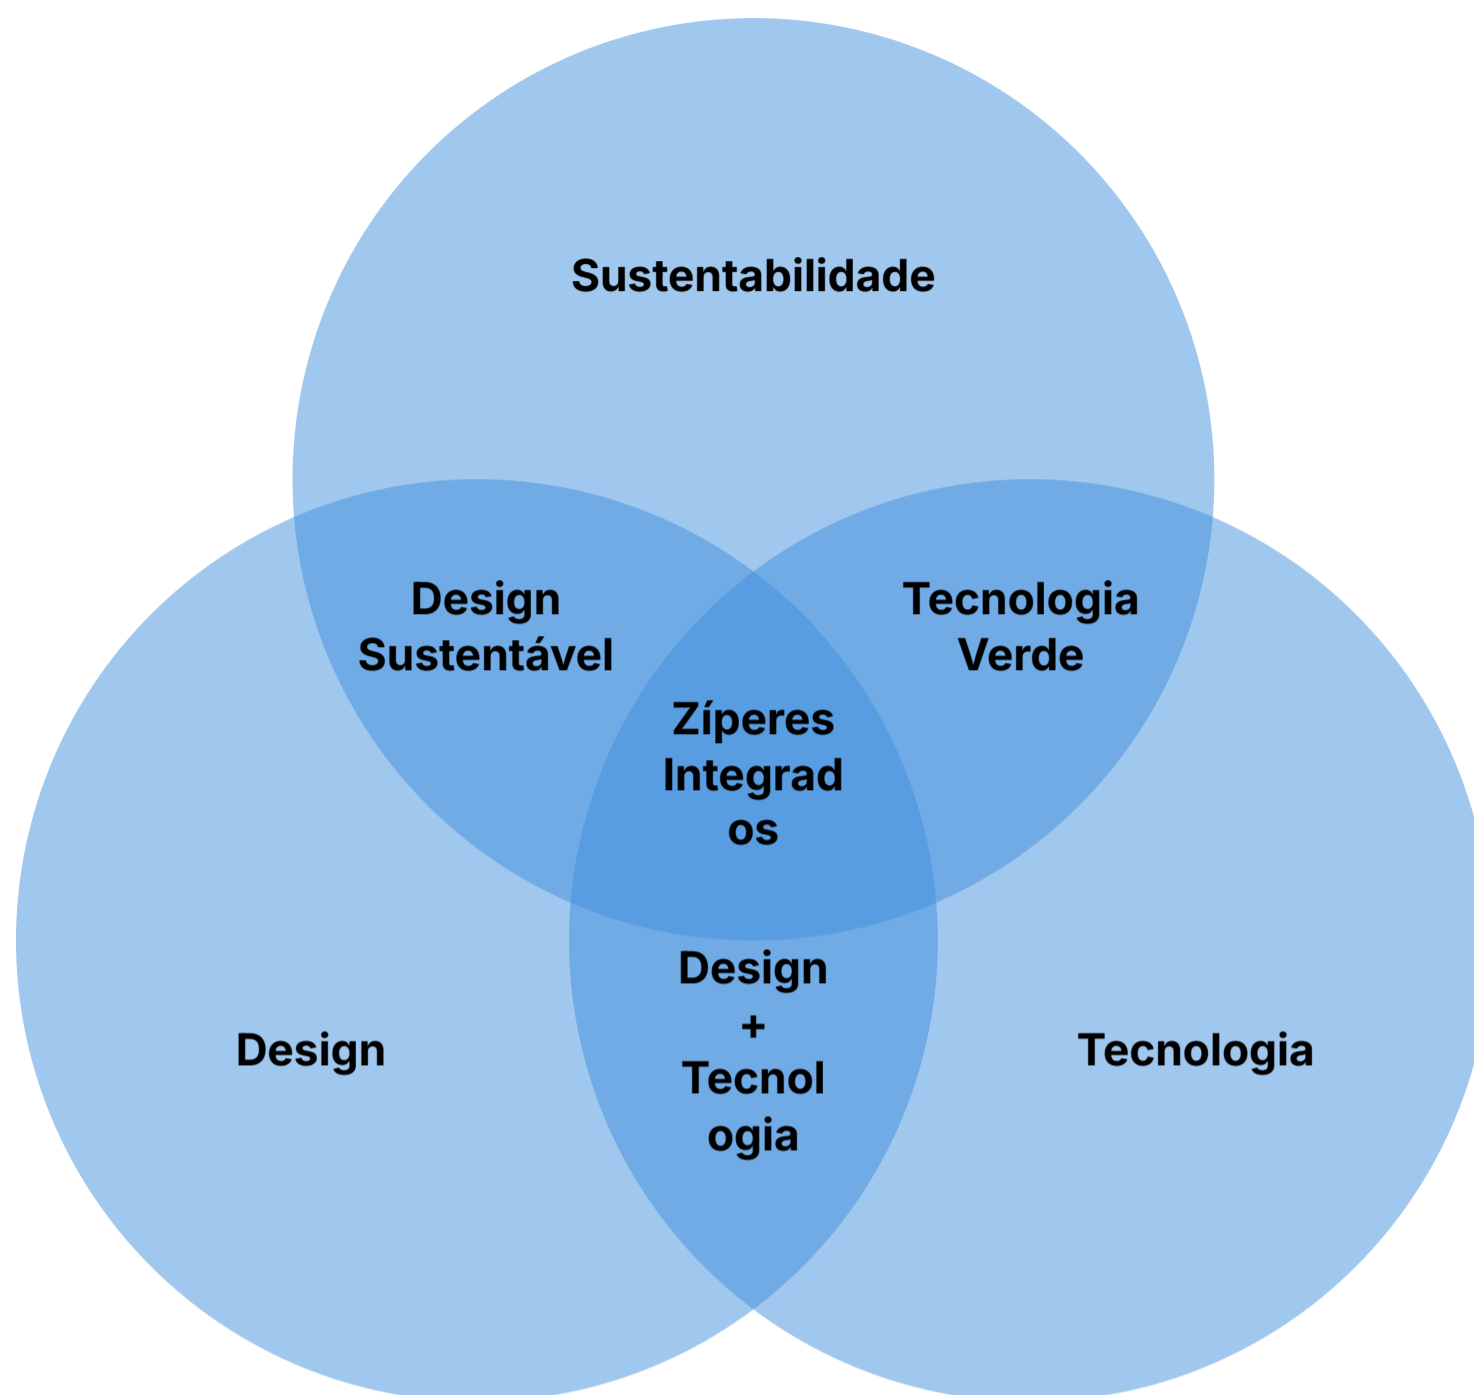 Sustentabilidade
Design
Sustentável
Tecnologia
Verde
Zíperes
Integrad
os
Design
+
Tecnol
ogia
Design
Tecnologia